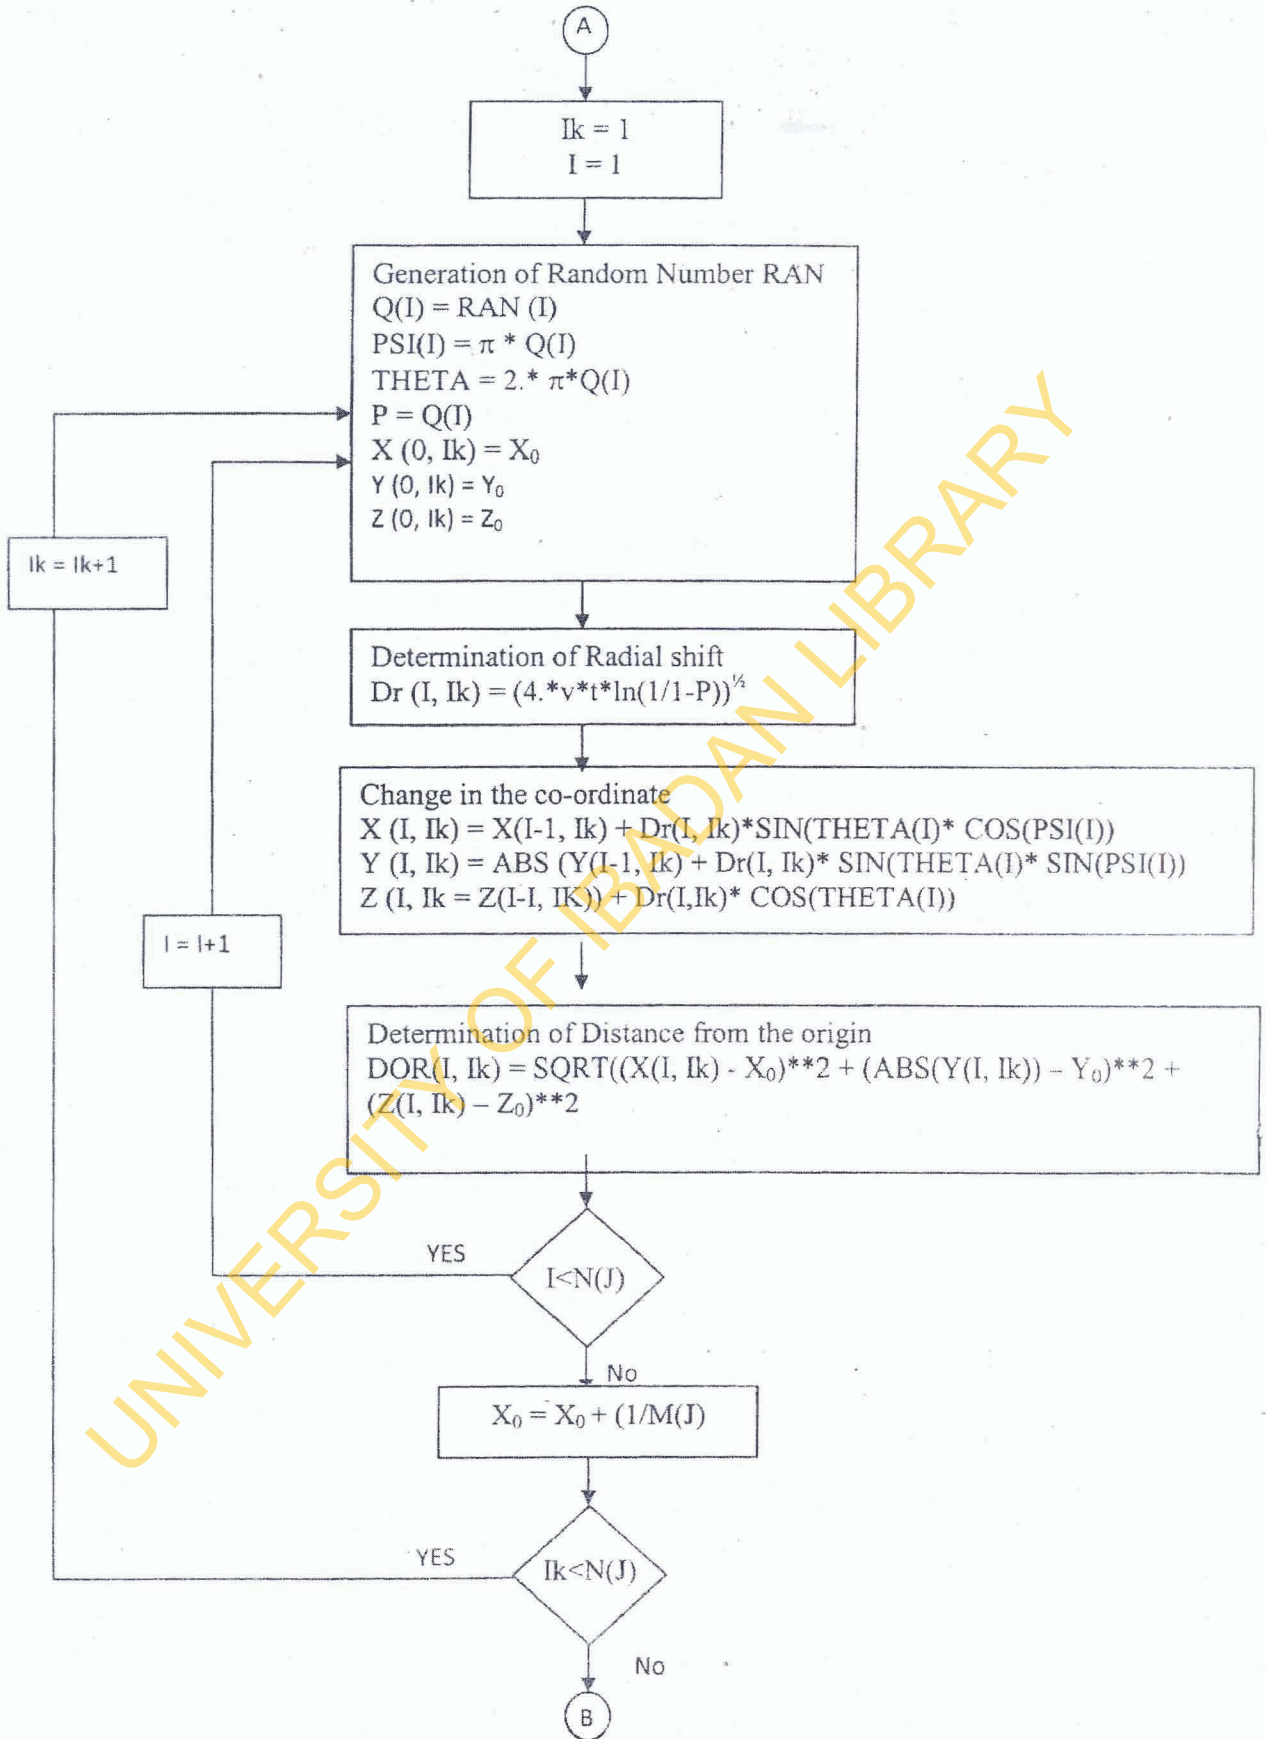 A
Ik = 1
I = 1
Generation of Random Number RAN
Q(I) = RAN (I)
PSI(I) = π * Q(I)
THETA = 2.* π*Q(I)
P = Q(I)
X (0, Ik) = X₀
Y (0, Ik) = Y₀
Z (0, Ik) = Z₀
Ik = Ik+1
Determination of Radial shift
Dr (I, Ik) = (4.*v*t*ln(1/1-P))^½
Change in the co-ordinate
X (I, Ik) = X(I-1, Ik) + Dr(I, Ik)*SIN(THETA(I)* COS(PSI(I))
Y (I, Ik) = ABS (Y(I-1, Ik) + Dr(I, Ik)* SIN(THETA(I)* SIN(PSI(I))
Z (I, Ik = Z(I-I, IK)) + Dr(I,Ik)* COS(THETA(I))
I = I+1
Determination of Distance from the origin
DOR(I, Ik) = SQRT((X(I, Ik) - X₀)**2 + (ABS(Y(I, Ik)) – Y₀)**2 +
(Z(I, Ik) – Z₀)**2
YES
I<N(J)
No
X₀ = X₀ + (1/M(J)
YES
Ik<N(J)
No
B
UNIVERSITY OF IBADAN LIBRARY